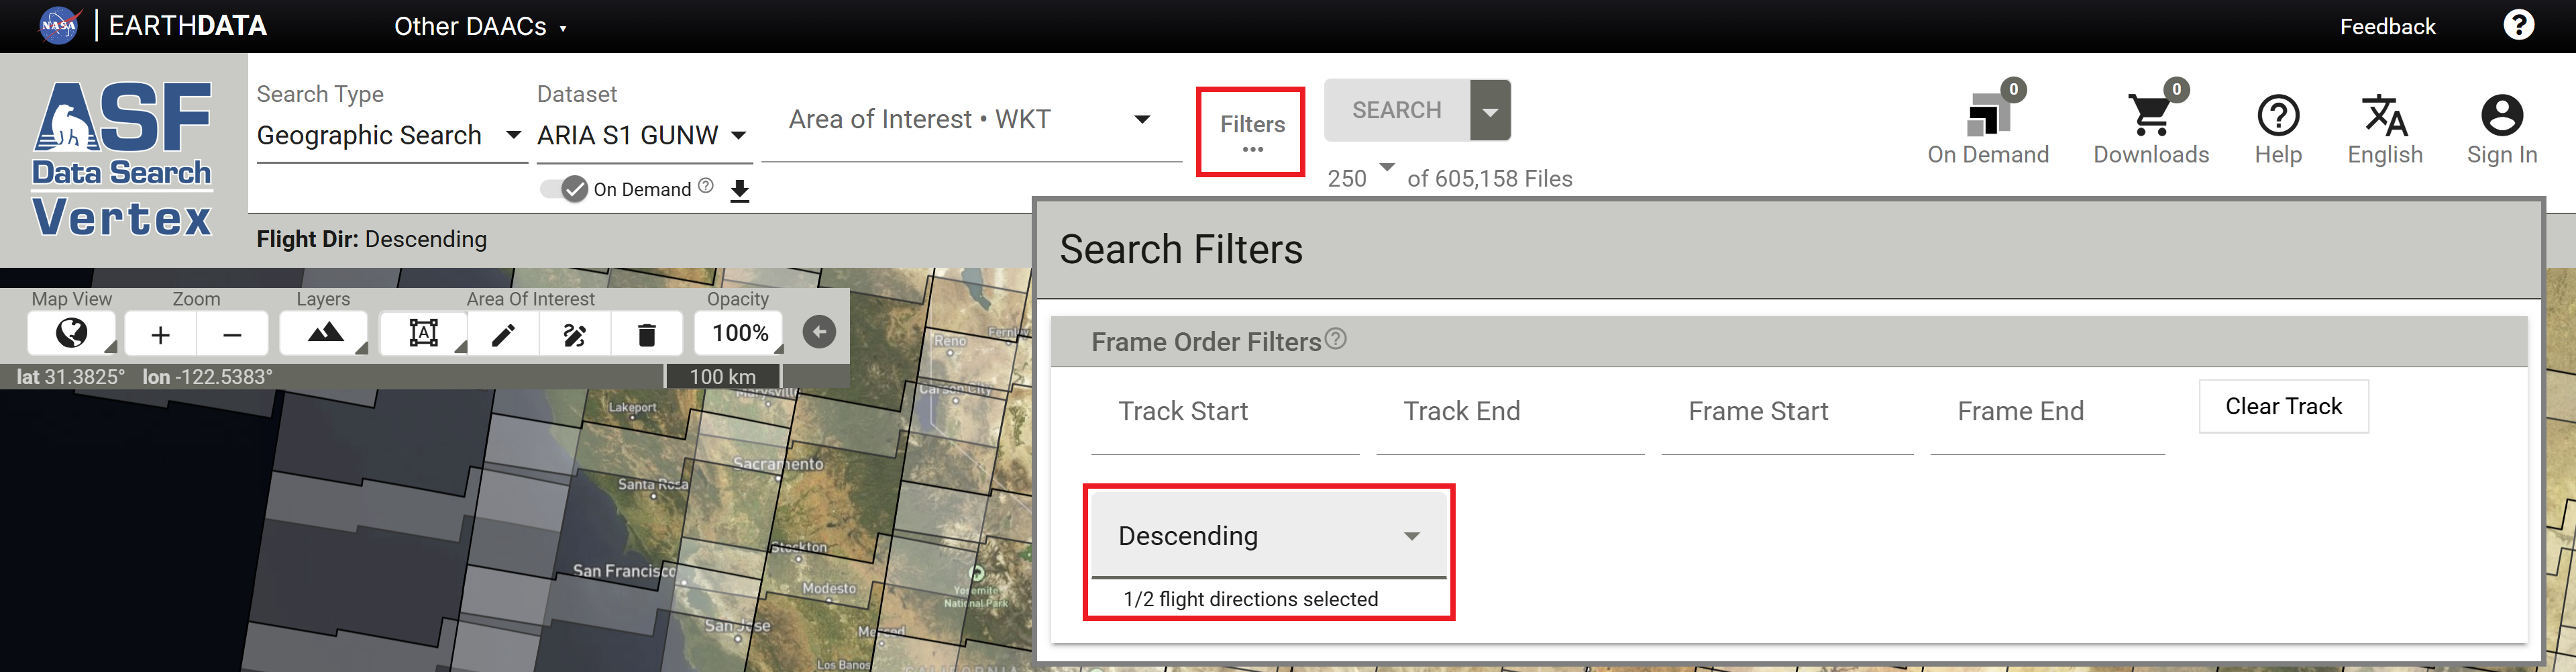 NASA | EARTHDATA
Other DAACs
Feedback
?
ASF
Data Search
Vertex
Search Type
Geographic Search
Dataset
ARIA S1 GUNW
On Demand ?
Area of Interest • WKT
Filters
•••
SEARCH
250 of 605,158 Files
0
On Demand
0
Downloads
?
Help
English
Sign In
Flight Dir: Descending
Map View
Zoom
Layers
Area Of Interest
Opacity
+
−
A
100%
lat 31.3825° lon -122.5383°
100 km
Search Filters
Frame Order Filters ?
Track Start
Track End
Frame Start
Frame End
Clear Track
Descending
1/2 flight directions selected
Reno
Fernley
Carson City
Lakeport
Marysville
Sacramento
Santa Rosa
Stockton
San Francisco
Modesto
Yosemite
National Park
San Jose
Merced
Los Banos
CALIFORNIA